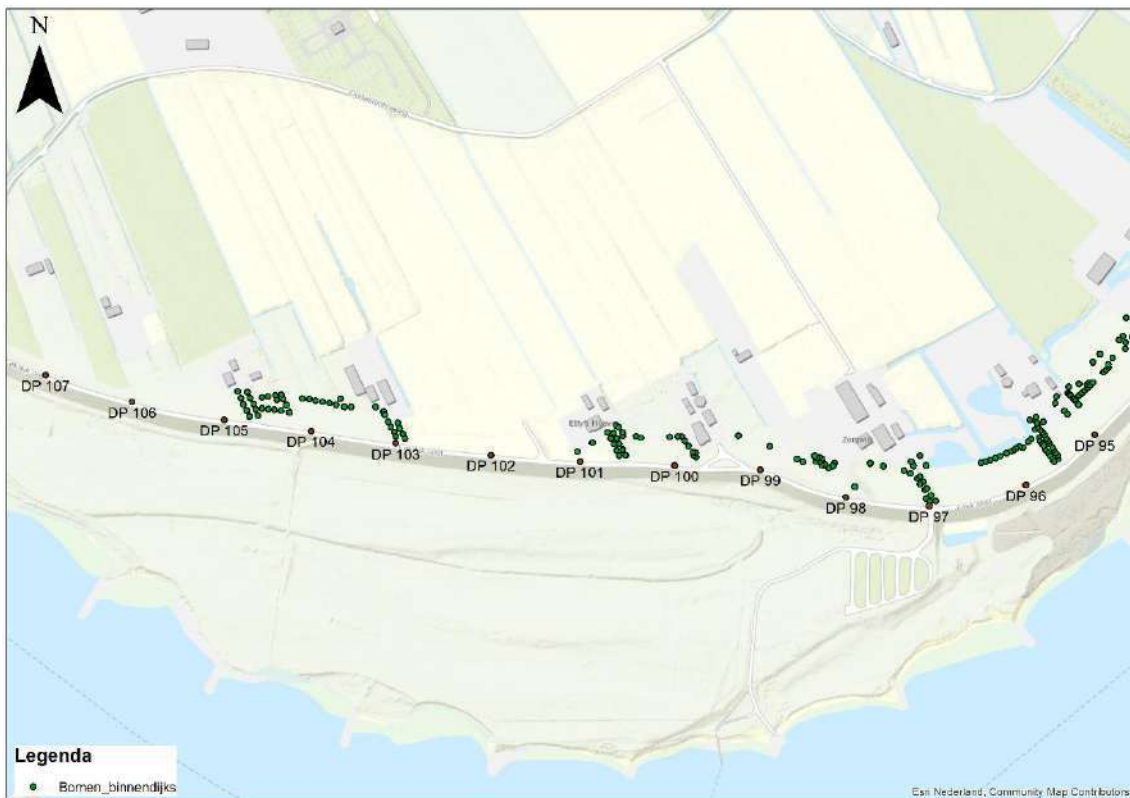 N
DP 107
DP 106
DP 105
DP 104
DP 103
DP 102
DP 101
DP 100
DP 99
DP 98
DP 97
DP 96
DP 95
Legenda
Bomen_binnendijks
Esri Nederland, Community Map Contributors